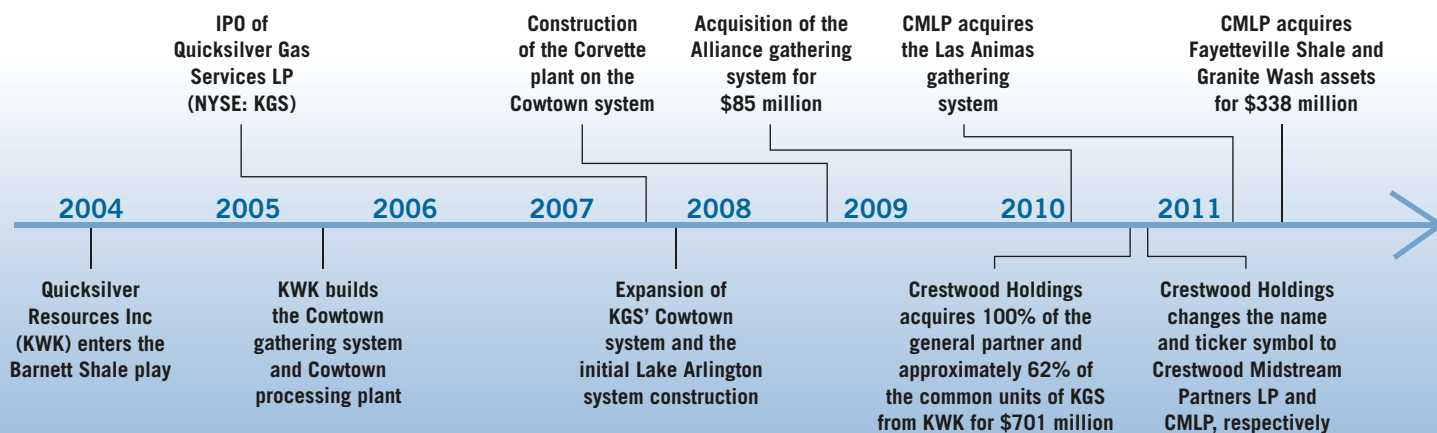 IPO of
Quicksilver Gas
Services LP
(NYSE: KGS)
Construction
of the Corvette
plant on the
Cowtown system
Acquisition of the
Alliance gathering
system for
$85 million
CMLP acquires
the Las Animas
gathering
system
CMLP acquires
Fayetteville Shale and
Granite Wash assets
for $338 million
2004 2005 2006 2007 2008 2009 2010 2011
Quicksilver
Resources Inc
(KWK) enters the
Barnett Shale play
KWK builds
the Cowtown
gathering system
and Cowtown
processing plant
Expansion of
KGS' Cowtown
system and the
initial Lake Arlington
system construction
Crestwood Holdings
acquires 100% of the
general partner and
approximately 62% of
the common units of KGS
from KWK for $701 million
Crestwood Holdings
changes the name
and ticker symbol to
Crestwood Midstream
Partners LP and
CMLP, respectively